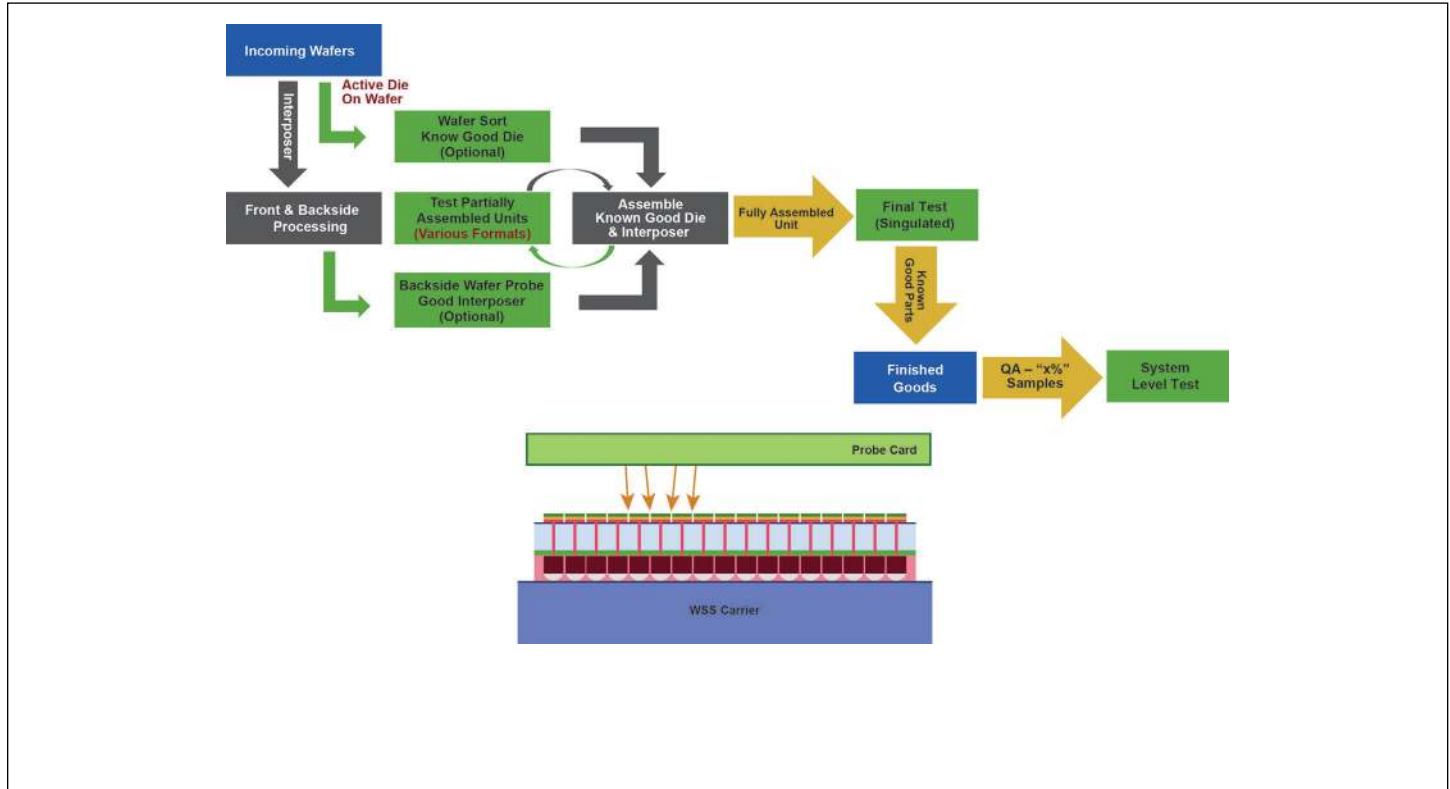 Incoming Wafers
Interposer
Active Die
On Wafer
Wafer Sort
Know Good Die
(Optional)
Front & Backside
Processing
Test Partially
Assembled Units
(Various Formats)
Assemble
Known Good Die
& Interposer
Fully Assembled
Unit
Final Test
(Singulated)
Backside Wafer Probe
Good Interposer
(Optional)
Known
Good Parts
Finished
Goods
QA – “x%”
Samples
System
Level Test
Probe Card
WSS Carrier